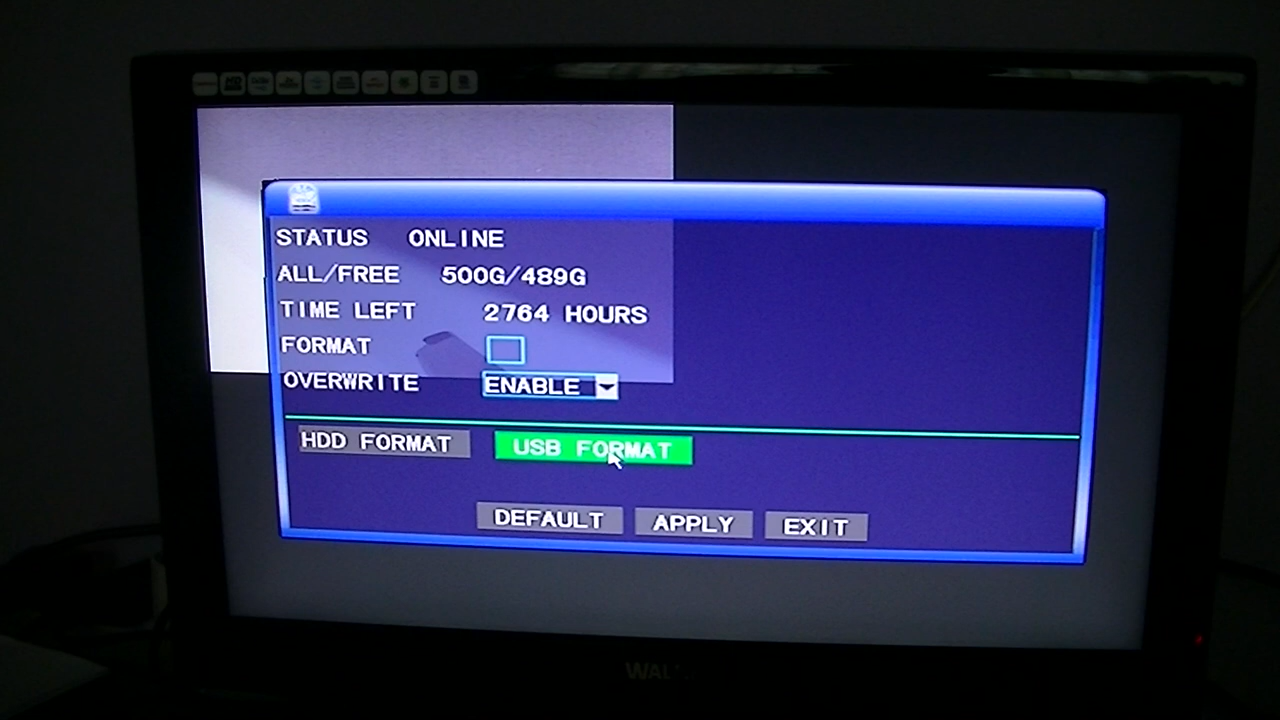 STATUS ONLINE
ALL/FREE 500G/489G
TIME LEFT 2764 HOURS
FORMAT
OVERWRITE ENABLE
HDD FORMAT USB FORMAT
DEFAULT APPLY EXIT